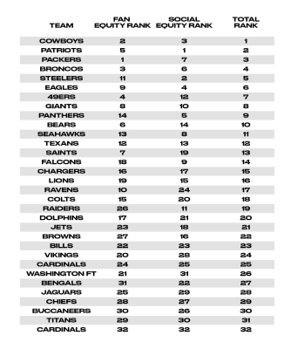 TEAM FAN EQUITY RANK SOCIAL EQUITY RANK TOTAL RANK
COWBOYS 2 3 1
PATRIOTS 5 1 2
PACKERS 1 7 3
BRONCOS 3 6 4
STEELERS 11 2 5
EAGLES 9 4 6
49ERS 4 12 7
GIANTS 8 10 8
PANTHERS 14 5 9
BEARS 6 14 10
SEAHAWKS 13 8 11
TEXANS 12 13 12
SAINTS 7 19 13
FALCONS 18 9 14
CHARGERS 16 17 15
LIONS 19 15 16
RAVENS 10 24 17
COLTS 15 20 18
RAIDERS 26 11 19
DOLPHINS 17 21 20
JETS 23 18 21
BROWNS 27 16 22
BILLS 22 23 23
VIKINGS 20 28 24
CARDINALS 24 25 25
WASHINGTON FT 21 31 26
BENGALS 31 22 27
JAGUARS 25 29 28
CHIEFS 28 27 29
BUCCANEERS 30 26 30
TITANS 29 30 31
CARDINALS 32 32 32